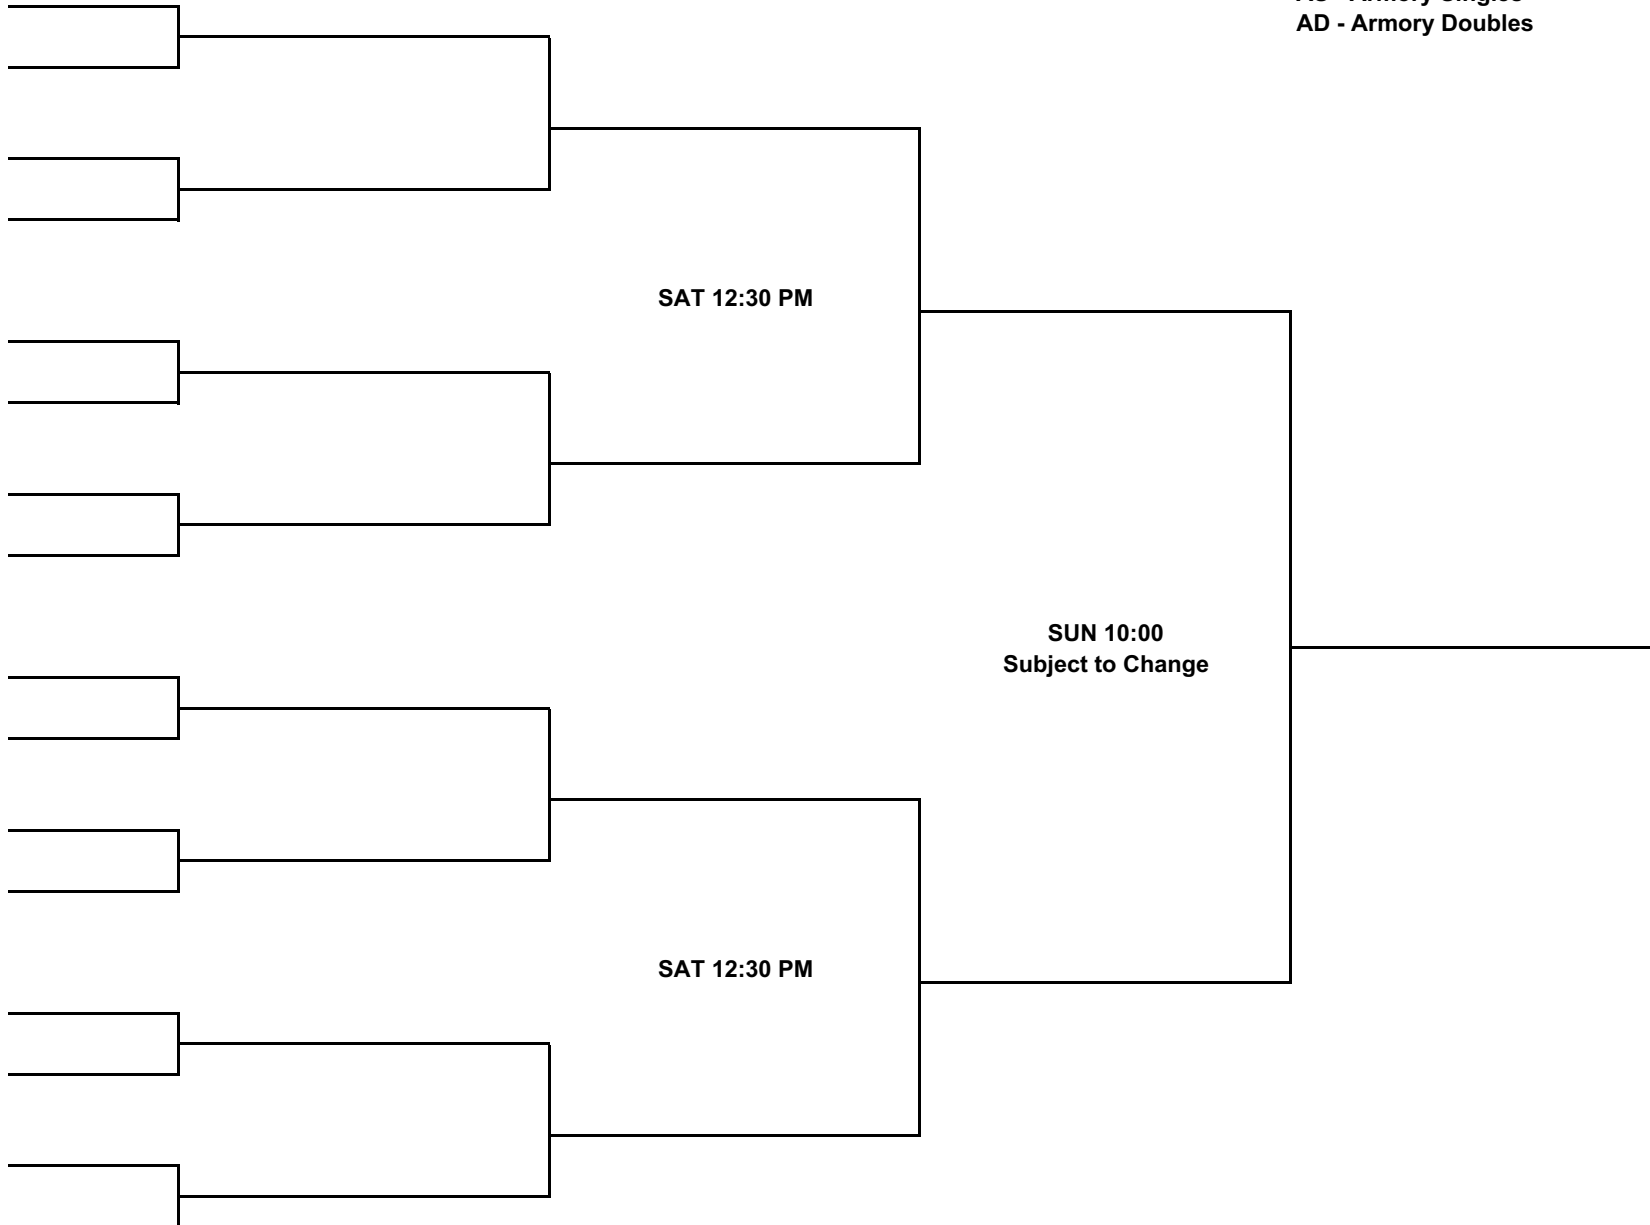 AD - Armory Doubles
SAT 12:30 PM
SUN 10:00
Subject to Change
SAT 12:30 PM